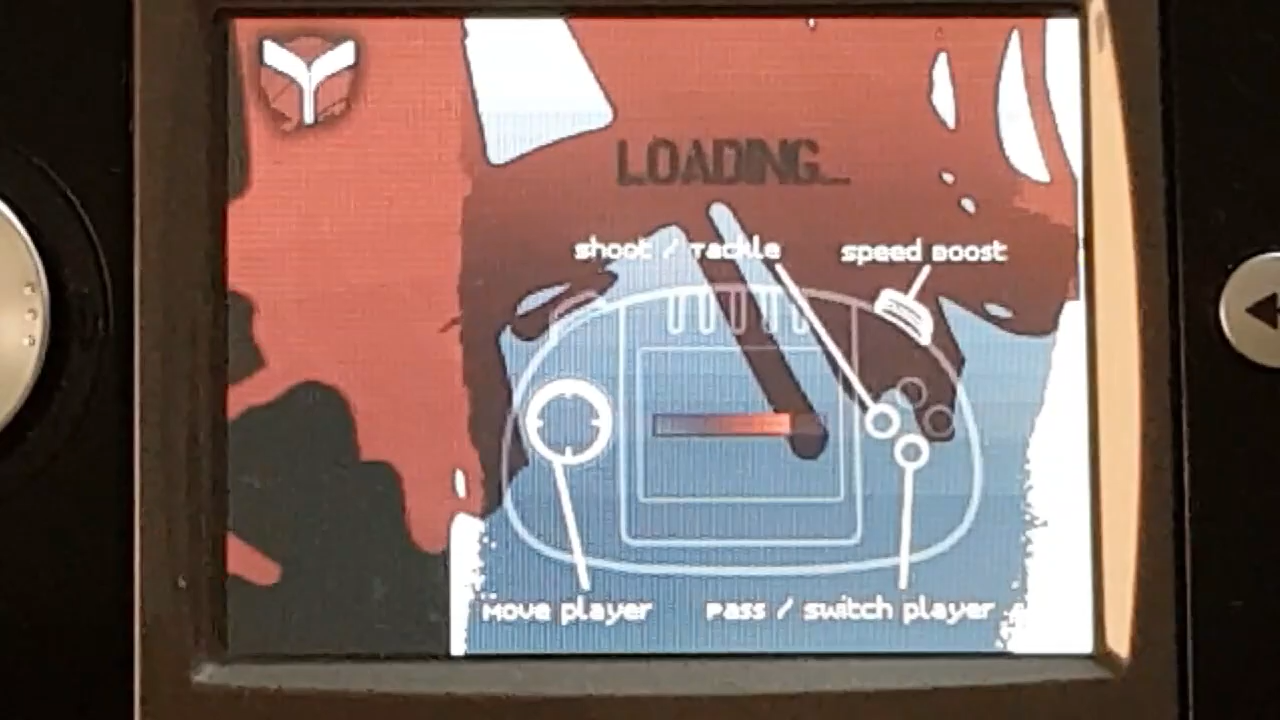 LOADING...
shoot / Tackle
speed Boost
Move player
Pass / switch player